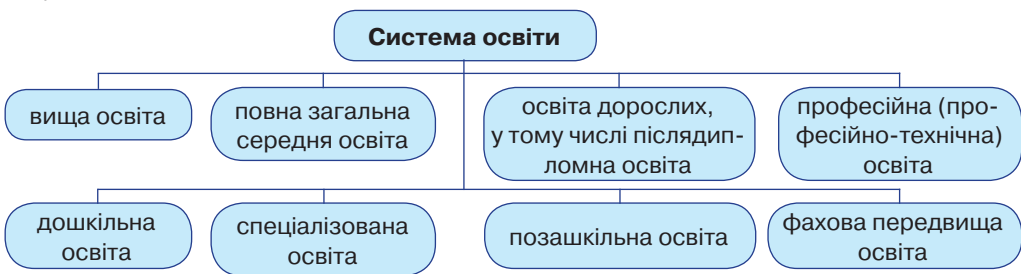 Система освіти
вища освіта
повна загальна
середня освіта
освіта дорослих,
у тому числі післядип-
ломна освіта
професійна (про-
фесійно-технічна)
освіта
дошкільна
освіта
спеціалізована
освіта
позашкільна освіта
фахова передвища
освіта